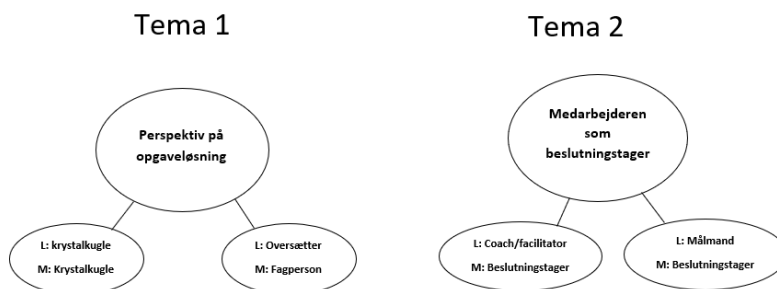 Tema 1
Perspektiv på
opgaveløsning
L: krystalkugle
M: Krystalkugle
L: Oversætter
M: Fagperson
Tema 2
Medarbejderen
som
beslutningstager
L: Coach/facilitator
M: Beslutningstager
L: Målmand
M: Beslutningstager